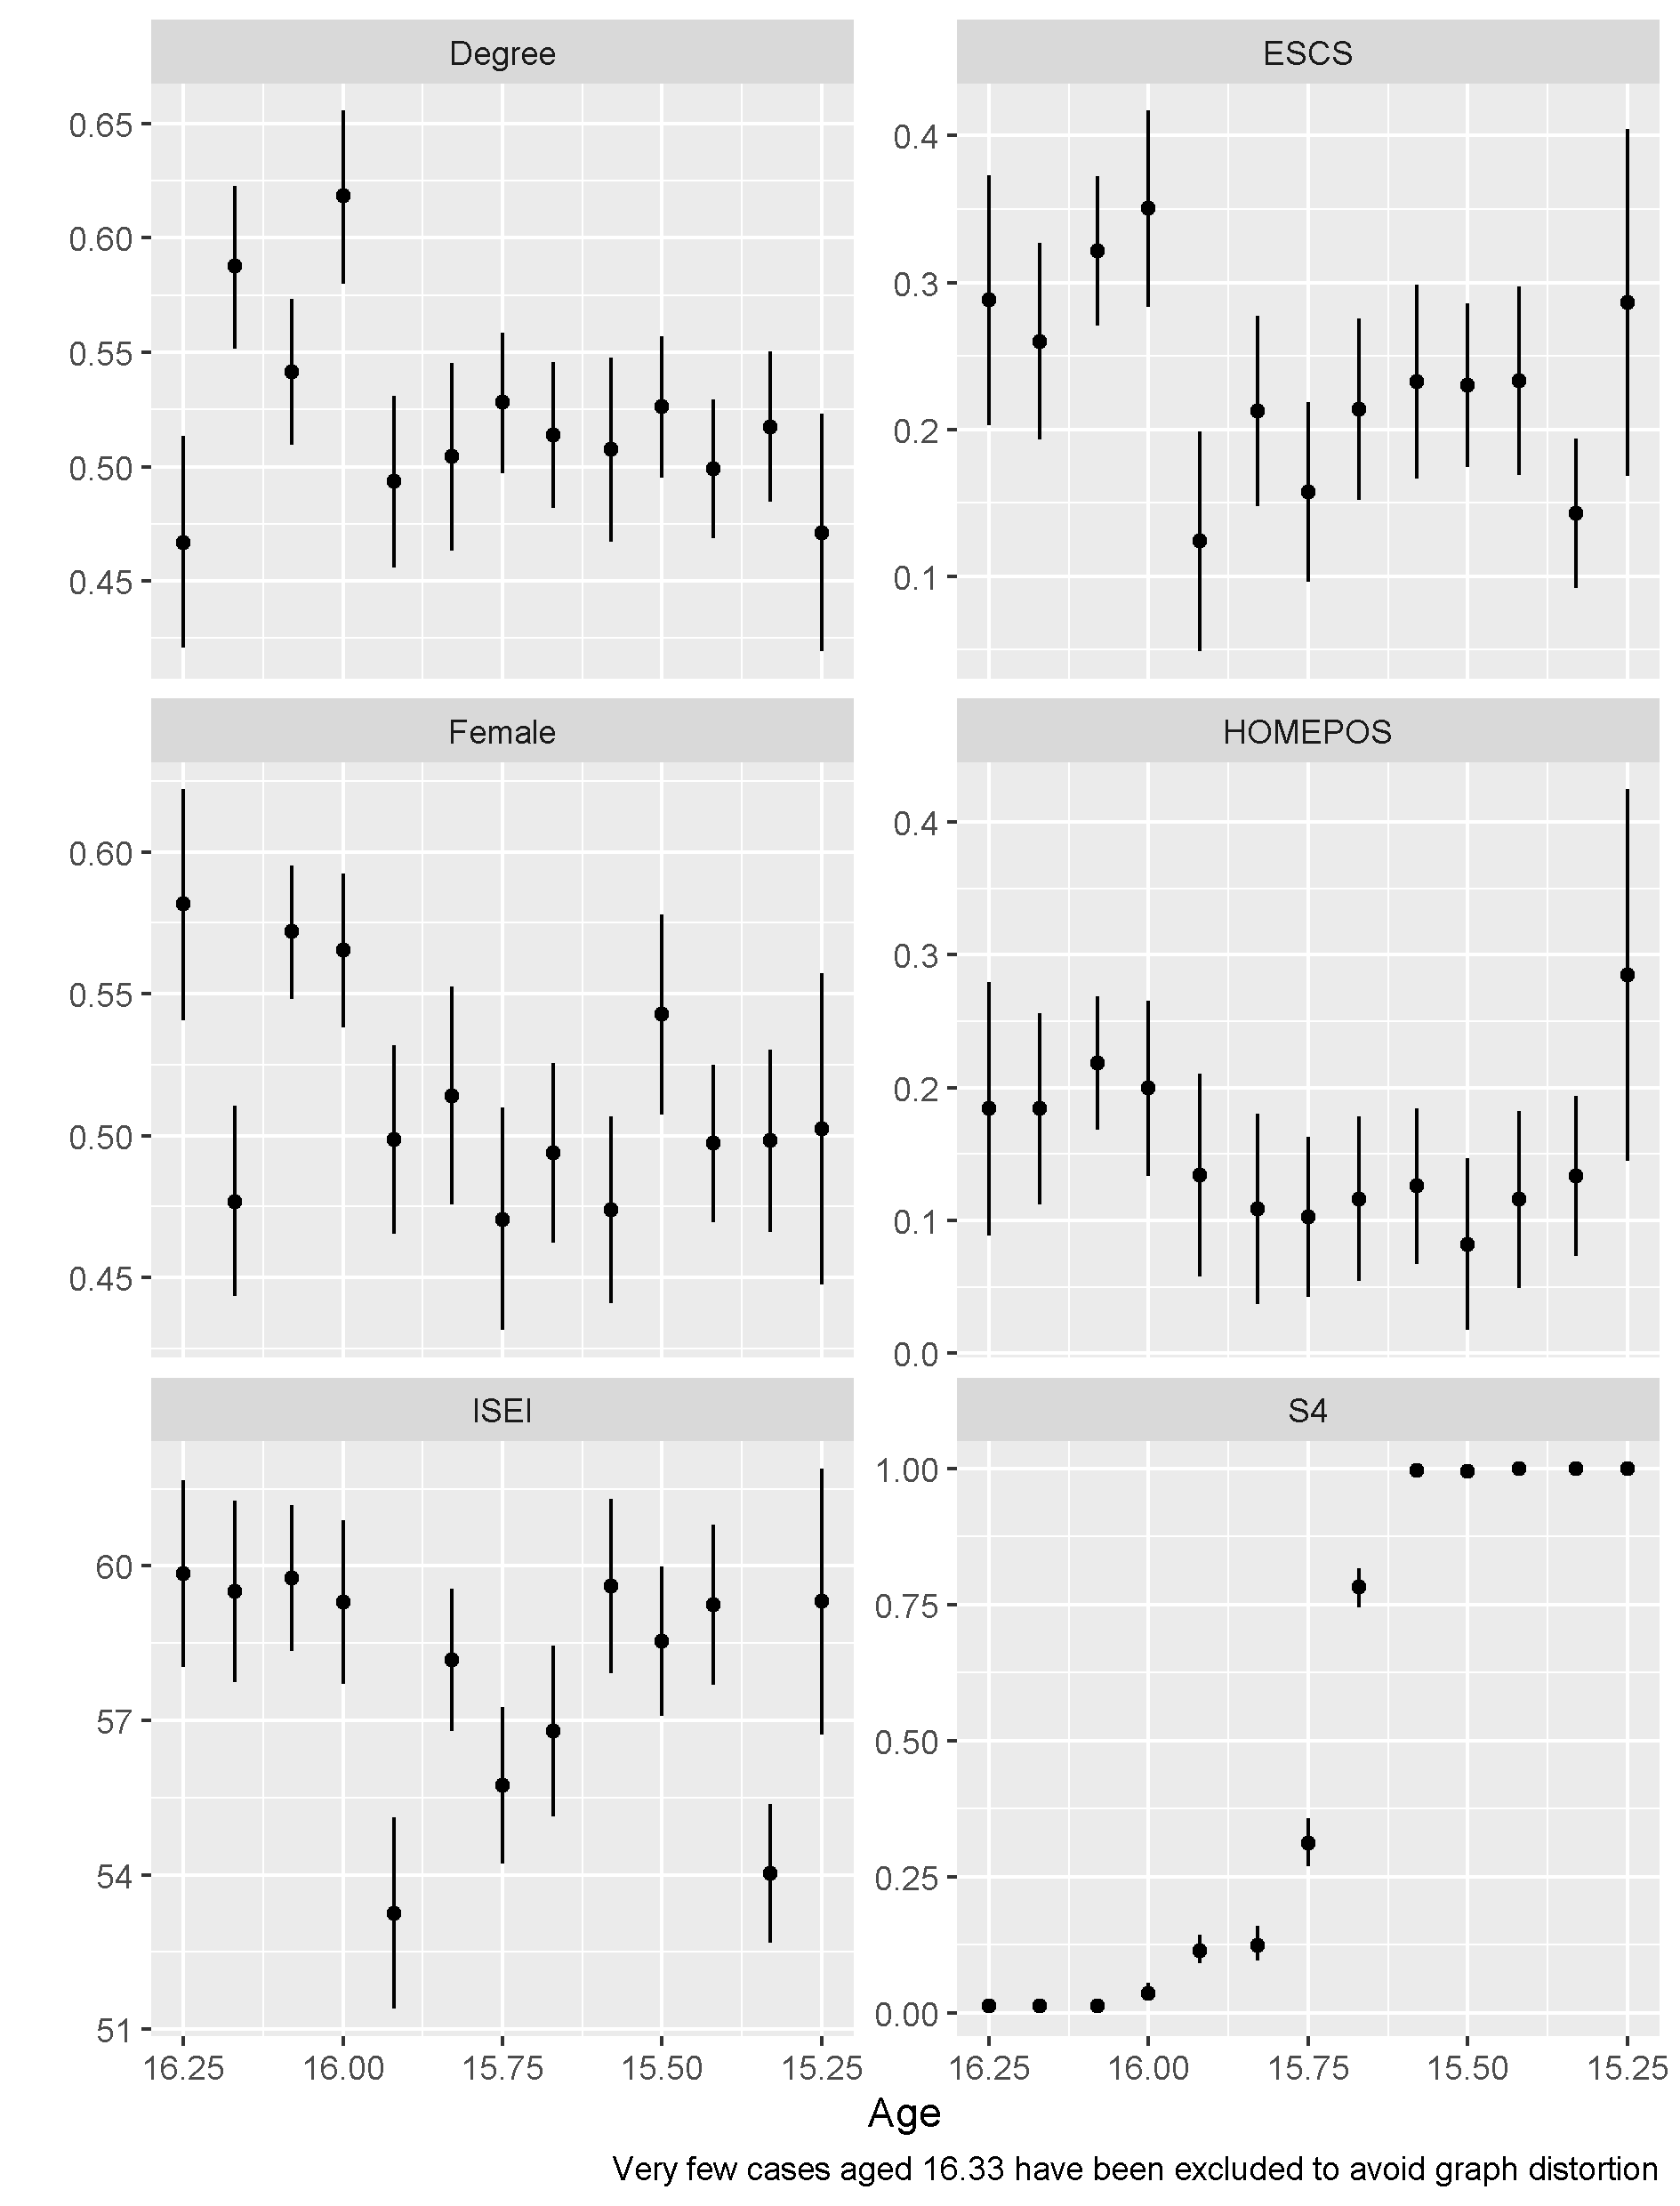 Degree
ESCS
0.65
0.60
0.55
0.50
0.45
0.4
0.3
0.2
0.1
Female
HOMEPOS
0.60
0.55
0.50
0.45
0.4
0.3
0.2
0.1
0.0
ISEI
S4
60
57
54
51
1.00
0.75
0.50
0.25
0.00
16.25 16.00 15.75 15.50 15.25
16.25 16.00 15.75 15.50 15.25
Age
Very few cases aged 16.33 have been excluded to avoid graph distortion